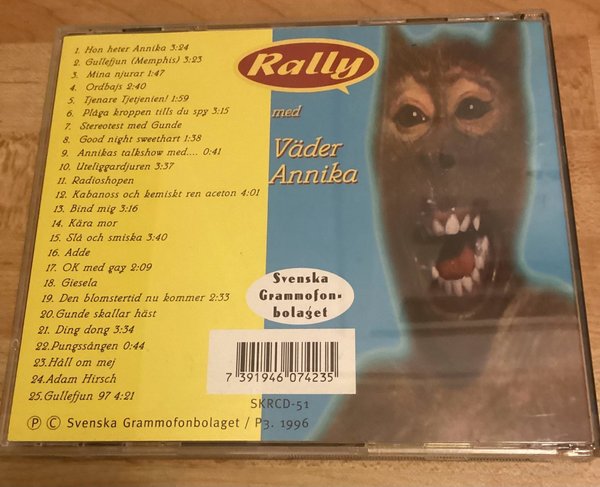 1. Hon heter Annika 3:24
2. Gullefjun (Memphis) 3:23
3. Mina njurar 1:47
4. Ordbajs 2:40
5. Tjenare Tjetjenien! 1:59
6. Plåga kroppen tills du spy 3:15
7. Stereotest med Gunde
8. Good night sweethart 1:38
9. Annikas talkshow med.... 0:41
10. Uteliggardjuren 3:37
11. Radioshopen
12. Kabanoss och kemiskt ren aceton 4:01
13. Bind mig 3:16
14. Kära mor
15. Slå och smiska 3:40
16. Adde
17. OK med gay 2:09
18. Giesela
19. Den blomstertid nu kommer 2:33
20.Gunde skallar häst
21. Ding dong 3:34
22.Pungssången 0:44
23.Håll om mej
24.Adam Hirsch
25.Gullefjun 97 4:21
Rally
med
Väder
Annika
Svenska
Grammofon-
bolaget
7 391946 074235
SKRCD-51
Ⓟ © Svenska Grammofonbolaget / P3. 1996